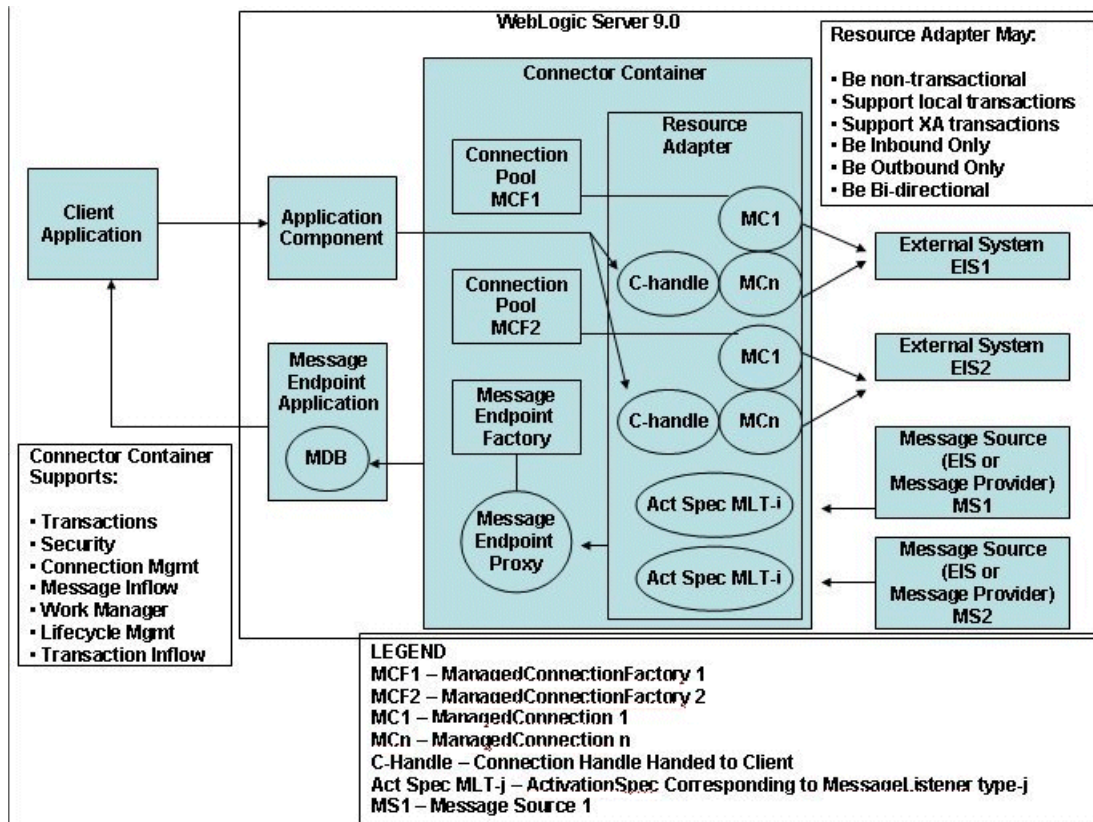 WebLogic Server 9.0
Resource Adapter May:
• Be non-transactional
• Support local transactions
• Support XA transactions
• Be Inbound Only
• Be Outbound Only
• Be Bi-directional
Connector Container
Resource
Adapter
Connection
Pool
MCF1
Client
Application
Application
Component
MC1
C-handle
MCn
External System
EIS1
Connection
Pool
MCF2
MC1
C-handle
MCn
External System
EIS2
Message
Endpoint
Application
MDB
Message
Endpoint
Factory
Message
Endpoint
Proxy
Act Spec MLT-i
Act Spec MLT-i
Message Source
(EIS or
Message Provider)
MS1
Message Source
(EIS or
Message Provider)
MS2
Connector Container
Supports:
• Transactions
• Security
• Connection Mgmt
• Message Inflow
• Work Manager
• Lifecycle Mgmt
• Transaction Inflow
LEGEND
MCF1 – ManagedConnectionFactory 1
MCF2 – ManagedConnectionFactory 2
MC1 – ManagedConnection 1
MCn – ManagedConnection n
C-Handle – Connection Handle Handed to Client
Act Spec MLT-j – ActivationSpec Corresponding to MessageListener type-j
MS1 – Message Source 1